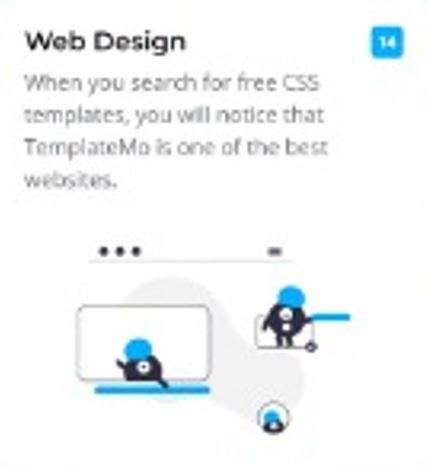 Web Design
14
When you search for free CSS
templates, you will notice that
TemplateMo is one of the best
websites.